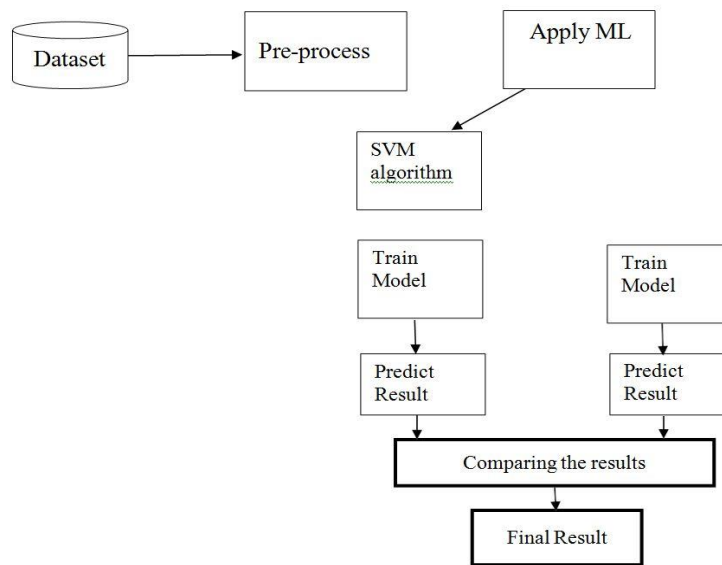 Dataset
Pre-process
Apply ML
SVM
algorithm
Train
Model
Train
Model
Predict
Result
Predict
Result
Comparing the results
Final Result